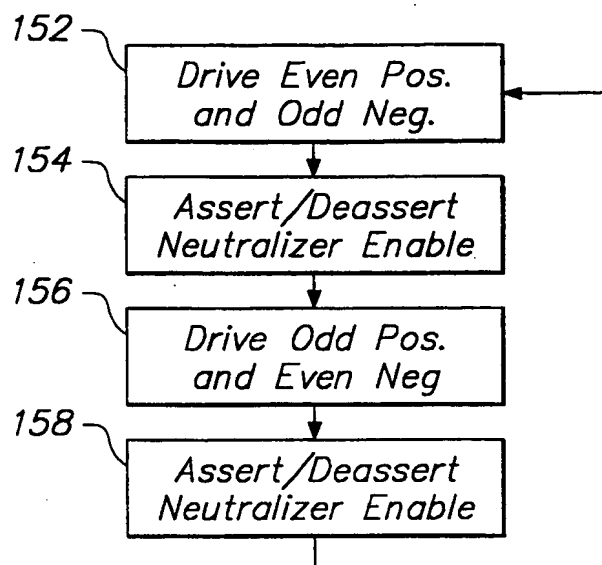 152
Drive Even Pos.
and Odd Neg.
154
Assert/Deassert
Neutralizer Enable
156
Drive Odd Pos.
and Even Neg
158
Assert/Deassert
Neutralizer Enable